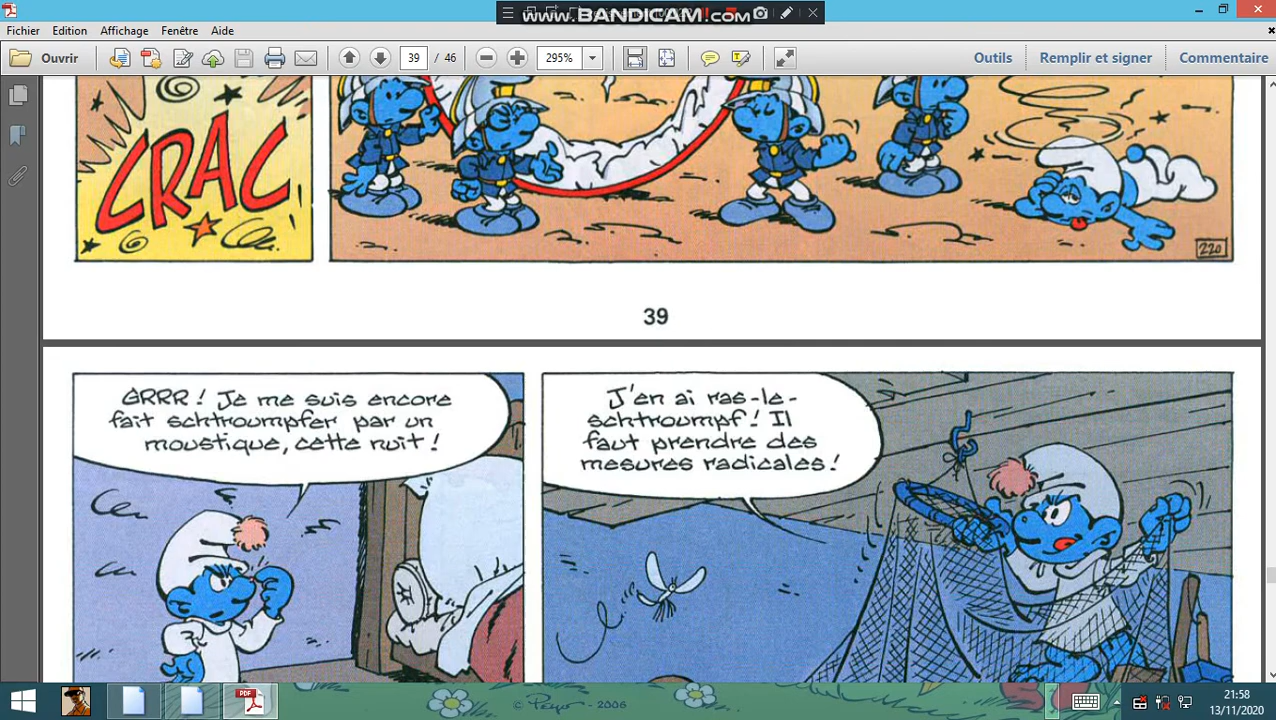 www.BANDICAM.com
Fichier Edition Affichage Fenêtre Aide
Ouvrir 39 / 46 295% Outils Remplir et signer Commentaire
CRAC
220
39
GRRR ! Je me suis encore
fait schtroumpfer par un
moustique, cette nuit !
J'en ai ras-le-
schtroumpf ! Il
faut prendre des
mesures radicales !
PDF
© Peyo - 2006
21:58
13/11/2020